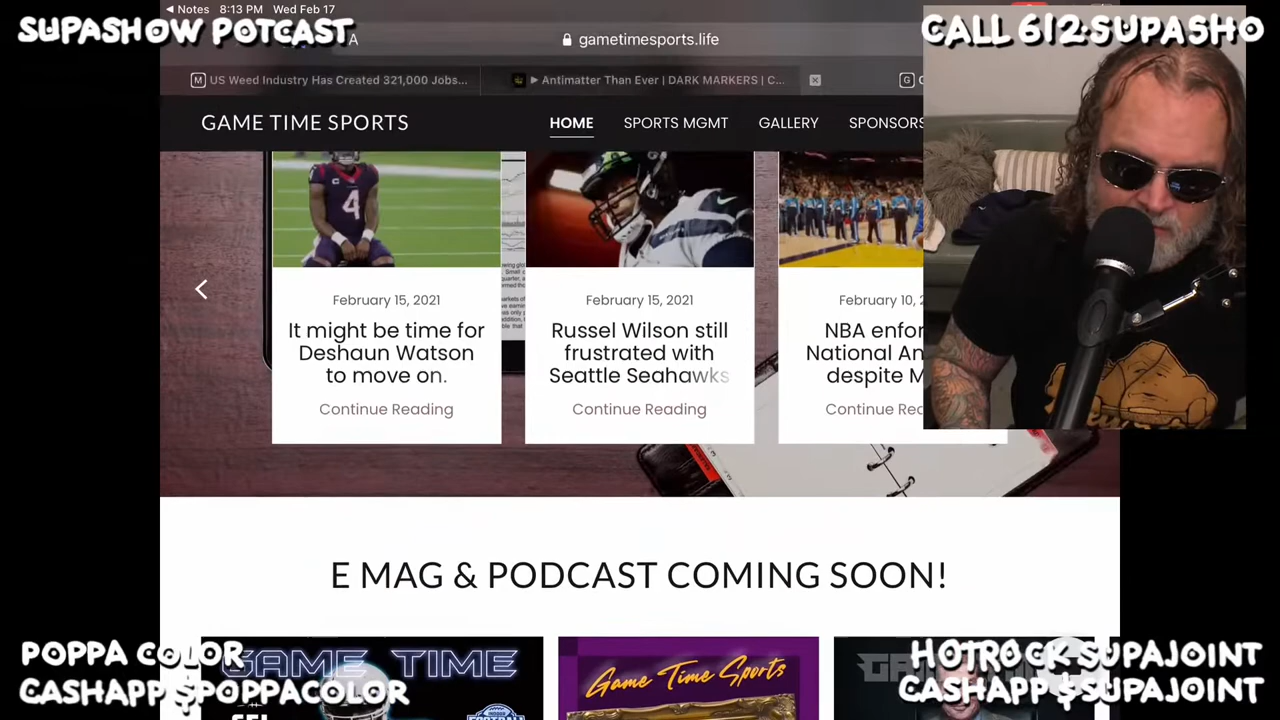 Notes 8:13 PM Wed Feb 17
SUPASHOW POTCAST
CALL 612·SUPASHO
gametimesports.life
US Weed Industry Has Created 321,000 Jobs...
Antimatter Than Ever | DARK MARKERS | C...
GAME TIME SPORTS
HOME SPORTS MGMT GALLERY SPONSORS
February 15, 2021
It might be time for
Deshaun Watson
to move on.
Continue Reading
February 15, 2021
Russel Wilson still
frustrated with
Seattle Seahawks
Continue Reading
February 10, 2
NBA
National
despite
Continue
E MAG & PODCAST COMING SOON!
GAME TIME
Game Time Sports
POPPA COLOR
CASHAPP $POPPACOLOR
HOTROCK SUPAJOINT
CASHAPP $SUPAJOINT